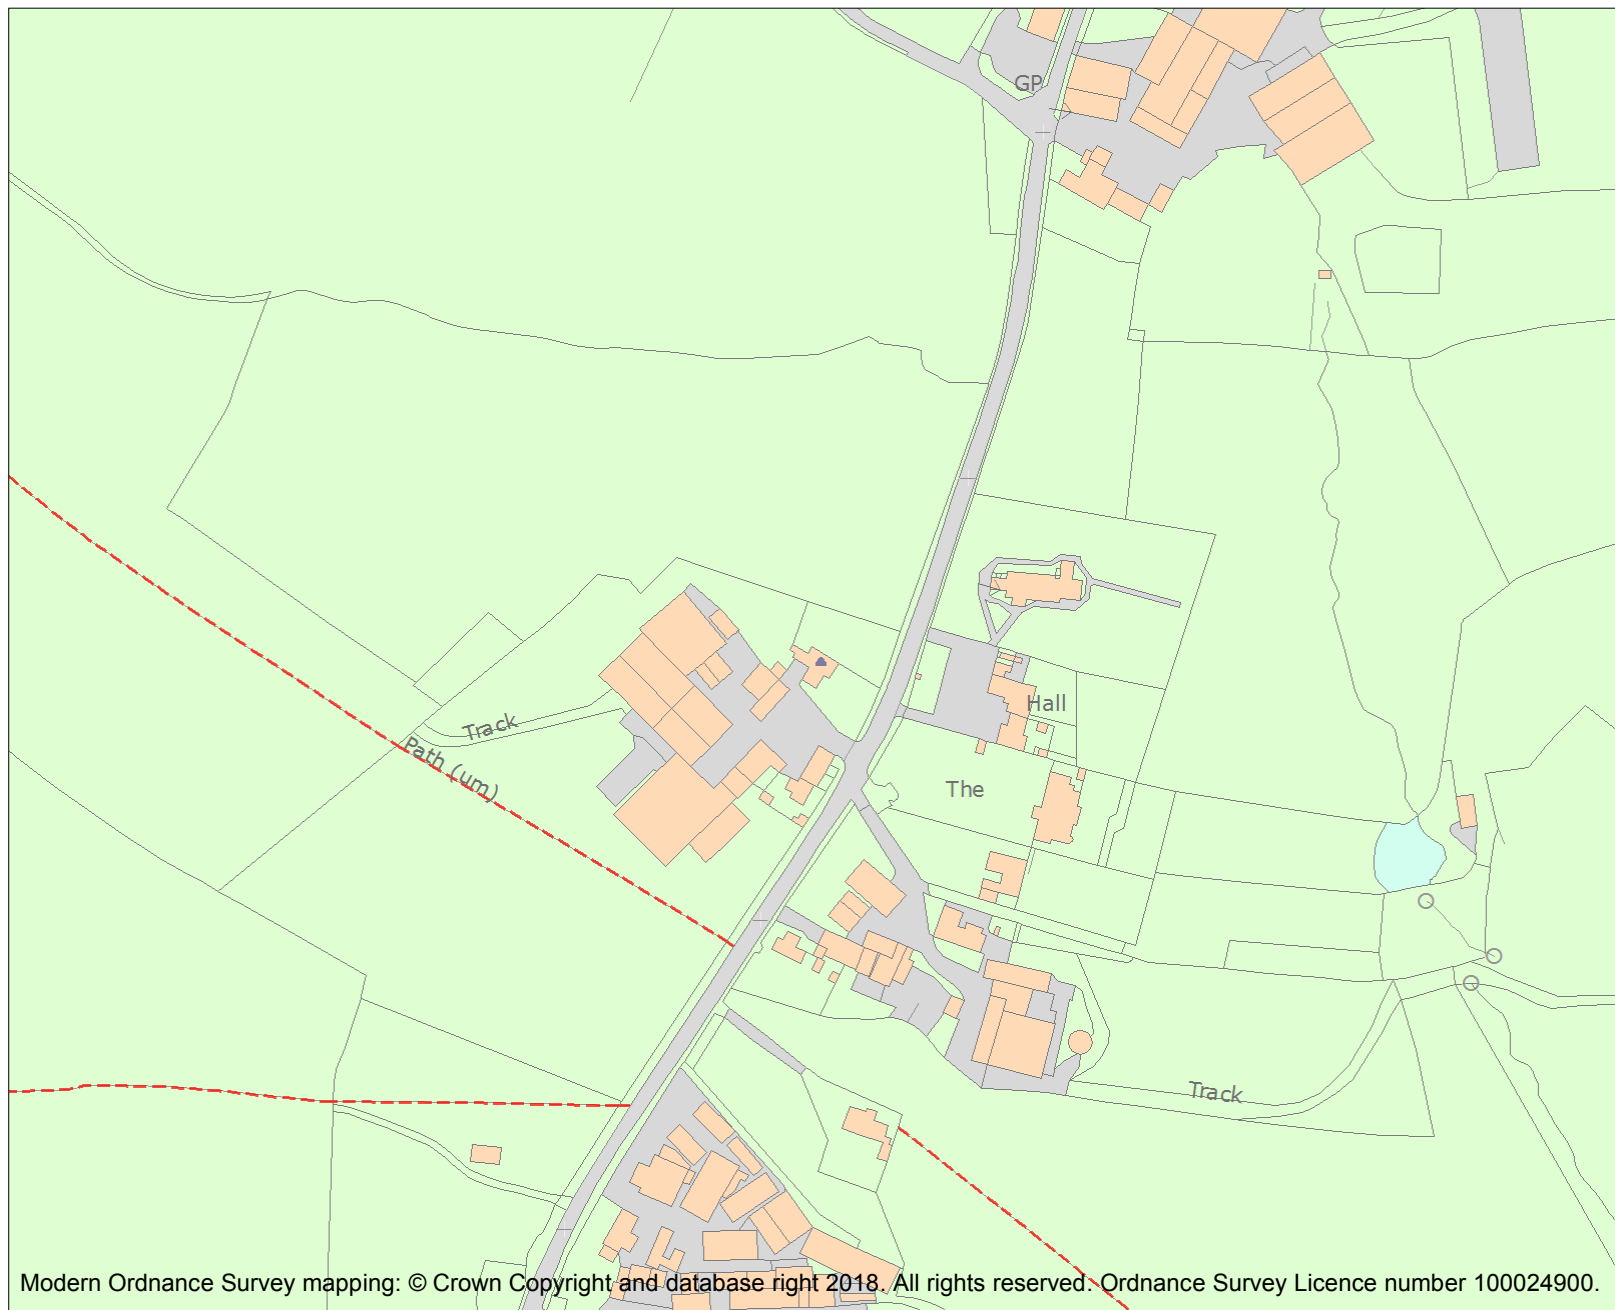 GP
Hall
Track
Path (um)
The
Track
Modern Ordnance Survey mapping: © Crown Copyright and database right 2018. All rights reserved. Ordnance Survey Licence number 100024900.